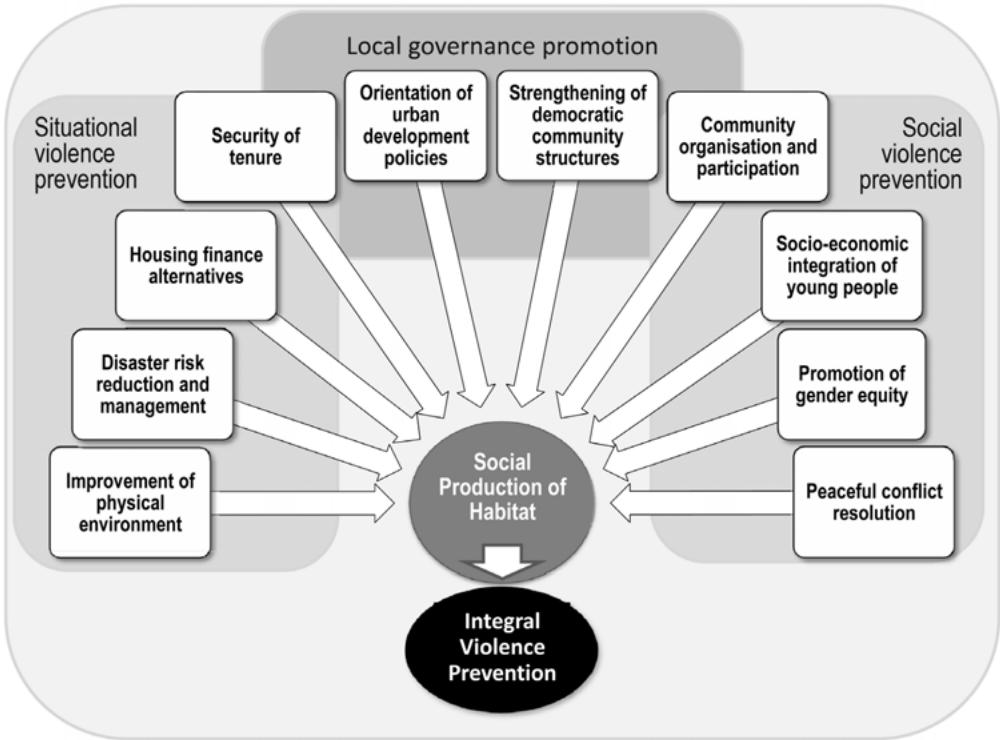 Local governance promotion
Situational
violence
prevention
Security of
tenure
Orientation of
urban
development
policies
Strengthening of
democratic
community
structures
Community
organisation and
participation
Social
violence
prevention
Housing finance
alternatives
Socio-economic
integration of
young people
Disaster risk
reduction and
management
Promotion of
gender equity
Improvement of
physical
environment
Peaceful conflict
resolution
Social
Production of
Habitat
Integral
Violence
Prevention